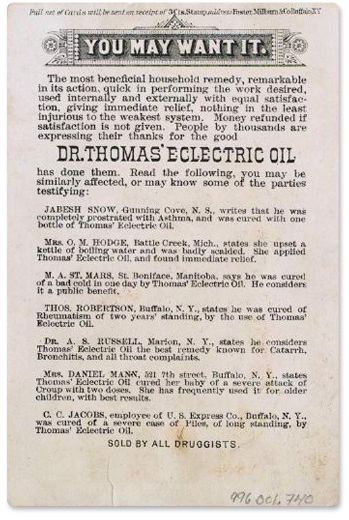 Full set of Cards will be sent on receipt of 3 Ct. Stamp, address Foster, Milburn & Co Buffalo N.Y
YOU MAY WANT IT.
The most beneficial household remedy, remarkable
in its action, quick in performing the work desired,
used internally and externally with equal satisfac-
tion, giving immediate relief, nothing in the least
injurious to the weakest system. Money refunded if
satisfaction is not given. People by thousands are
expressing their thanks for the good
DR. THOMAS' ECLECTRIC OIL
has done them. Read the following, you may be
similarly affected, or may know some of the parties
testifying:
JABESH SNOW, Gunning Cove, N. S., writes that he was
completely prostrated with Asthma, and was cured with one
bottle of Thomas' Eclectric Oil.
MRS. O. M. HODGE, Battle Creek, Mich., states she upset a
kettle of boiling water and was badly scalded. She applied
Thomas' Eclectric Oil, and found immediate relief.
M. A. ST. MARS, St. Boniface, Manitoba, says he was cured
of a bad cold in one day by Thomas' Eclectric Oil. He considers
it a public benefit.
THOS. ROBERTSON, Buffalo, N. Y., states he was cured of
Rheumatism of two years' standing, by the use of Thomas'
Eclectric Oil.
DR. A. S. RUSSELL, Marion, N. Y., states he considers
Thomas' Eclectric Oil the best remedy known for Catarrh,
Bronchitis, and all throat complaints.
MRS. DANIEL MANN, 521 7th street, Buffalo, N. Y., states
Thomas' Eclectric Oil cured her baby of a severe attack of
Croup with two doses. She has frequently used it for older
children, with best results.
C. C. JACOBS, employee of U. S. Express Co., Buffalo, N. Y.,
was cured of a severe case of Piles, of long standing, by
Thomas' Eclectric Oil.
SOLD BY ALL DRUGGISTS.
996.001.740